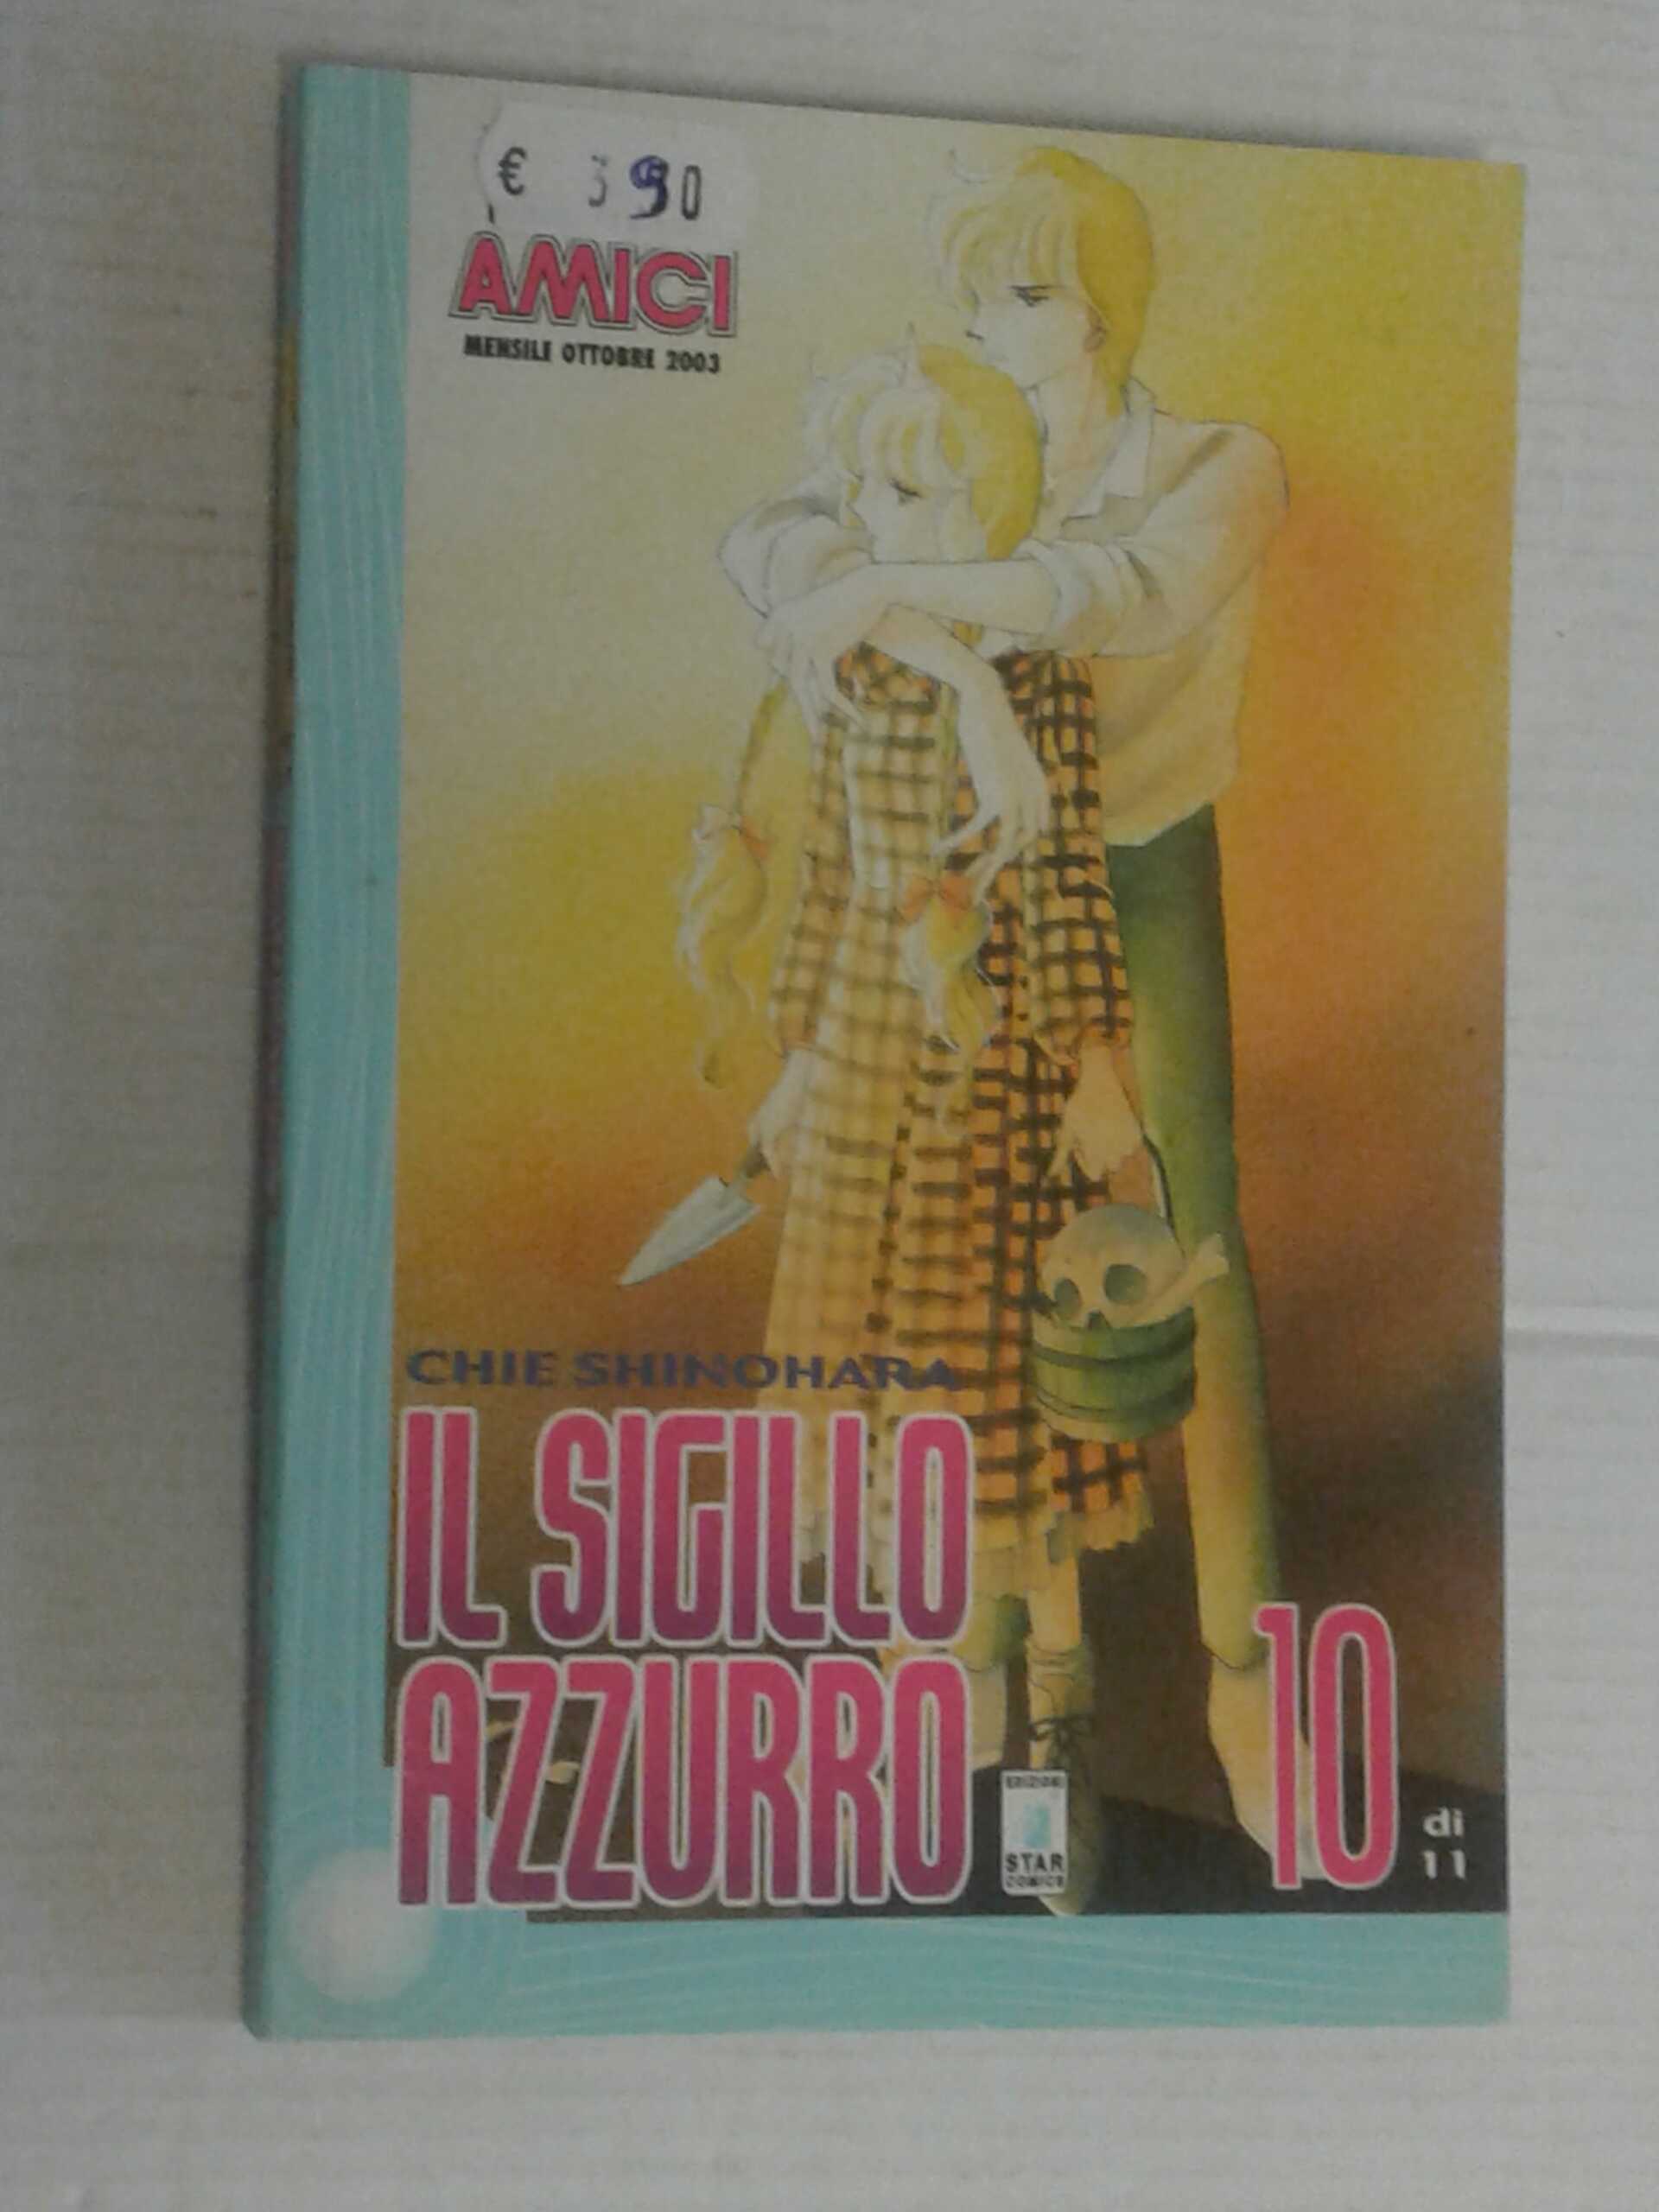 € 3 90
AMICI
MENSILE OTTOBRE 2003
CHIE SHINOHARA
IL SIGILLO
AZZURRO
10
di
11
EDIZIONI
STAR
COMICS